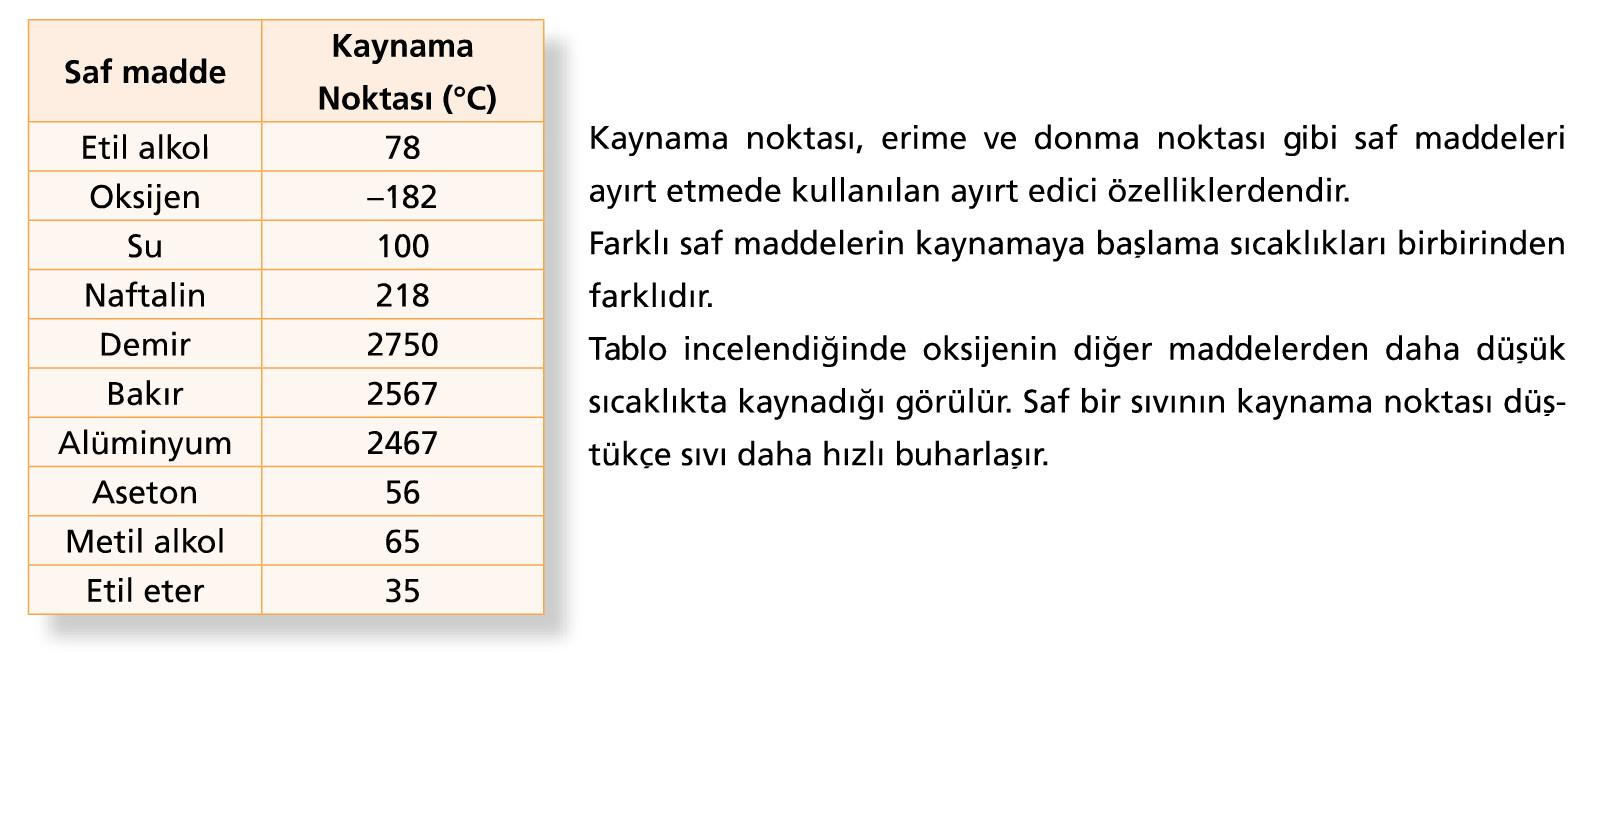 Saf madde
Kaynama
Noktası (°C)
Etil alkol 78
Oksijen –182
Su 100
Naftalin 218
Demir 2750
Bakır 2567
Alüminyum 2467
Aseton 56
Metil alkol 65
Etil eter 35
Kaynama noktası, erime ve donma noktası gibi saf maddeleri
ayırt etmede kullanılan ayırt edici özelliklerdendir.
Farklı saf maddelerin kaynamaya başlama sıcaklıkları birbirinden
farklıdır.
Tablo incelendiğinde oksijenin diğer maddelerden daha düşük
sıcaklıkta kaynadığı görülür. Saf bir sıvının kaynama noktası düş-
tükçe sıvı daha hızlı buharlaşır.